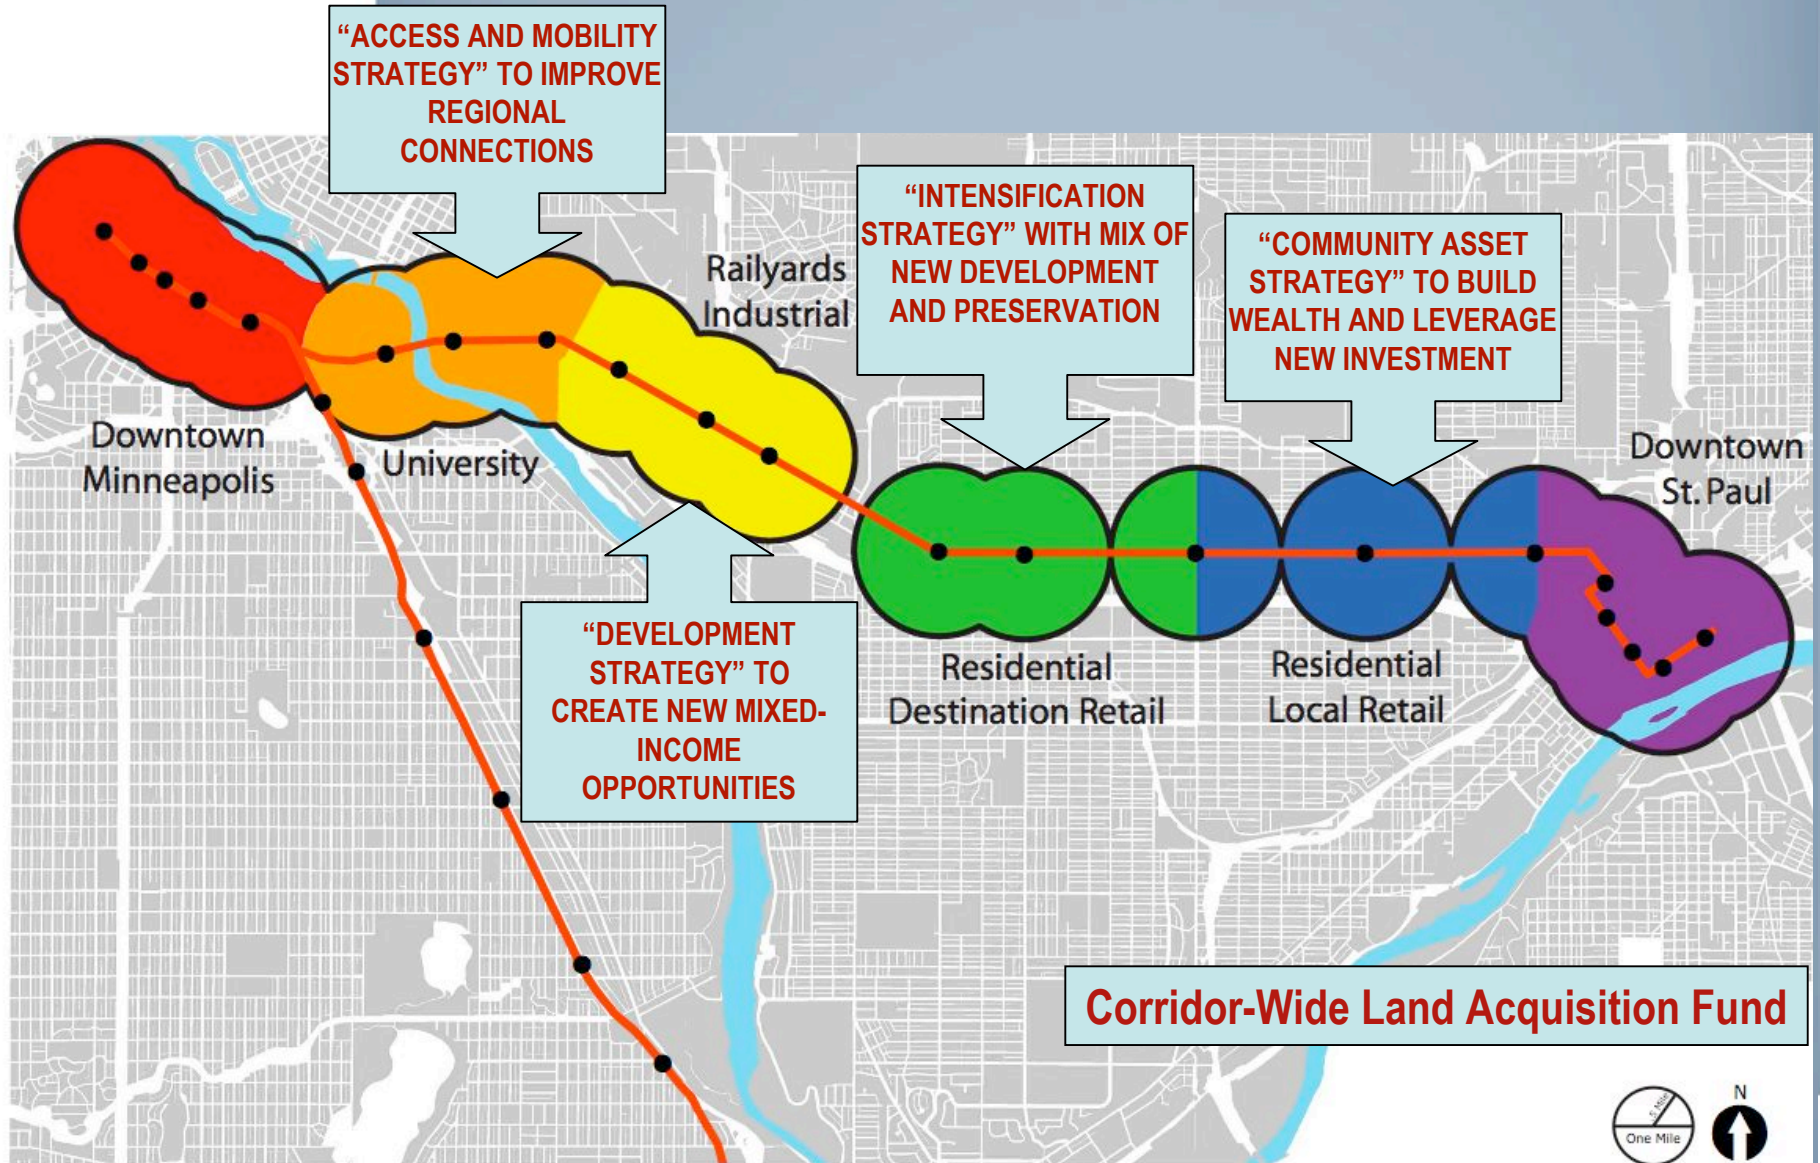 “ACCESS AND MOBILITY
STRATEGY” TO IMPROVE
REGIONAL
CONNECTIONS
“INTENSIFICATION
STRATEGY” WITH MIX OF
NEW DEVELOPMENT
AND PRESERVATION
“COMMUNITY ASSET
STRATEGY” TO BUILD
WEALTH AND LEVERAGE
NEW INVESTMENT
Railyards
Industrial
Downtown
Minneapolis
University
Downtown
St. Paul
“DEVELOPMENT
STRATEGY” TO
CREATE NEW MIXED-
INCOME
OPPORTUNITIES
Residential
Destination Retail
Residential
Local Retail
Corridor-Wide Land Acquisition Fund
.5 Mile
One Mile
N